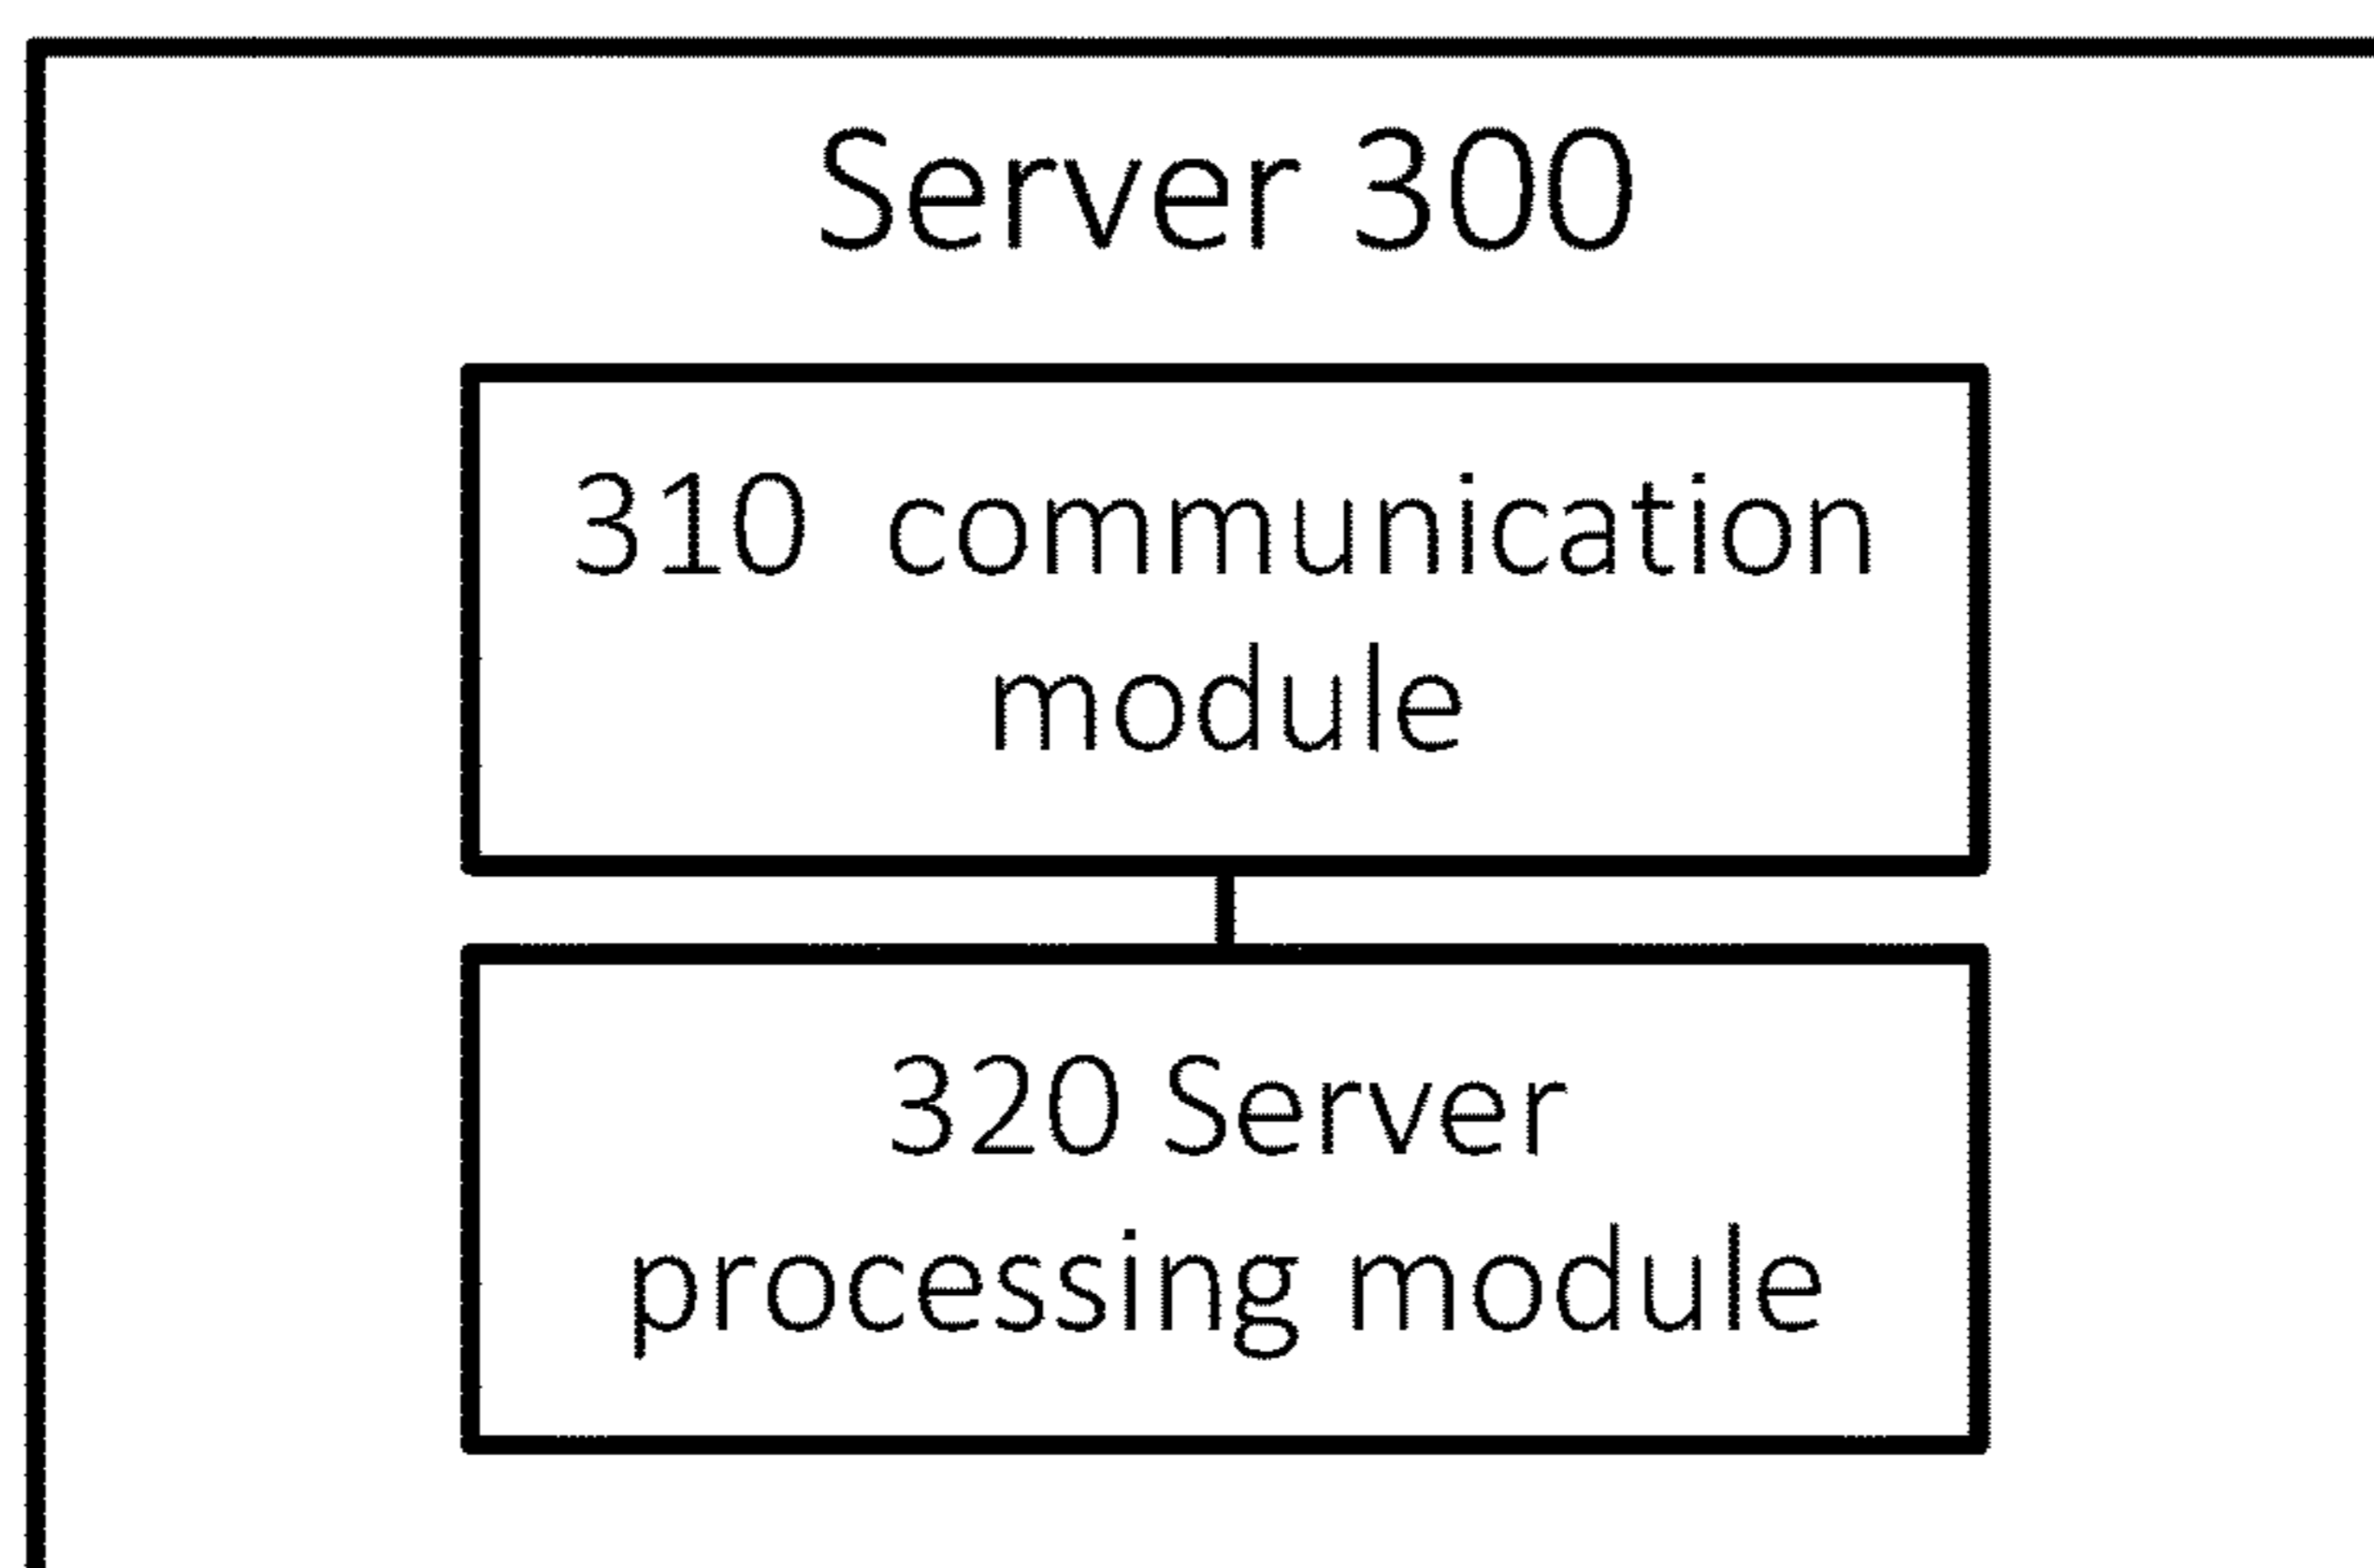 Server 300
310 communication
module
320 Server
processing module